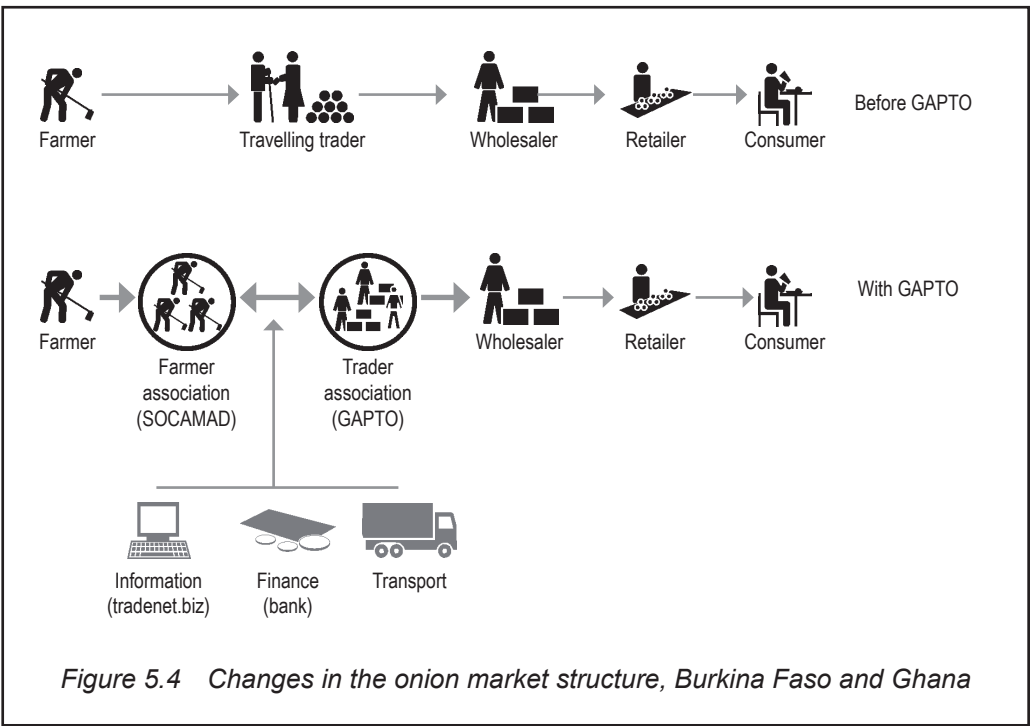 Farmer
Travelling trader
Wholesaler
Retailer
Consumer
Before GAPTO
Farmer
Farmer
association
(SOCAMAD)
Trader
association
(GAPTO)
Wholesaler
Retailer
Consumer
With GAPTO
Information
(tradenet.biz)
Finance
(bank)
Transport
Figure 5.4 Changes in the onion market structure, Burkina Faso and Ghana